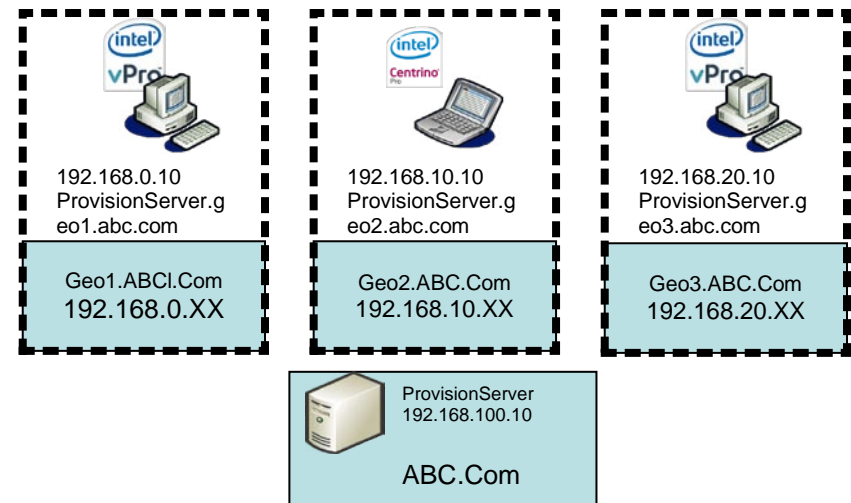 intel
vPro
192.168.0.10
ProvisionServer.g
eo1.abc.com
Geo1.ABCl.Com
192.168.0.XX
intel
Centrino
Pro
192.168.10.10
ProvisionServer.g
eo2.abc.com
Geo2.ABC.Com
192.168.10.XX
intel
vPro
192.168.20.10
ProvisionServer.g
eo3.abc.com
Geo3.ABC.Com
192.168.20.XX
ProvisionServer
192.168.100.10
ABC.Com